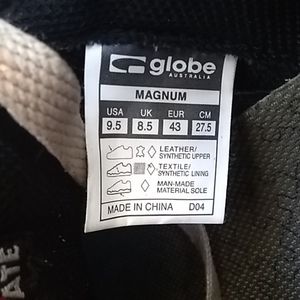 globe
AUSTRALIA
MAGNUM
USA UK EUR CM
9.5 8.5 43 27.5
LEATHER/
SYNTHETIC UPPER
TEXTILE/
SYNTHETIC LINING
MAN-MADE
MATERIAL SOLE
MADE IN CHINA D04
ATE